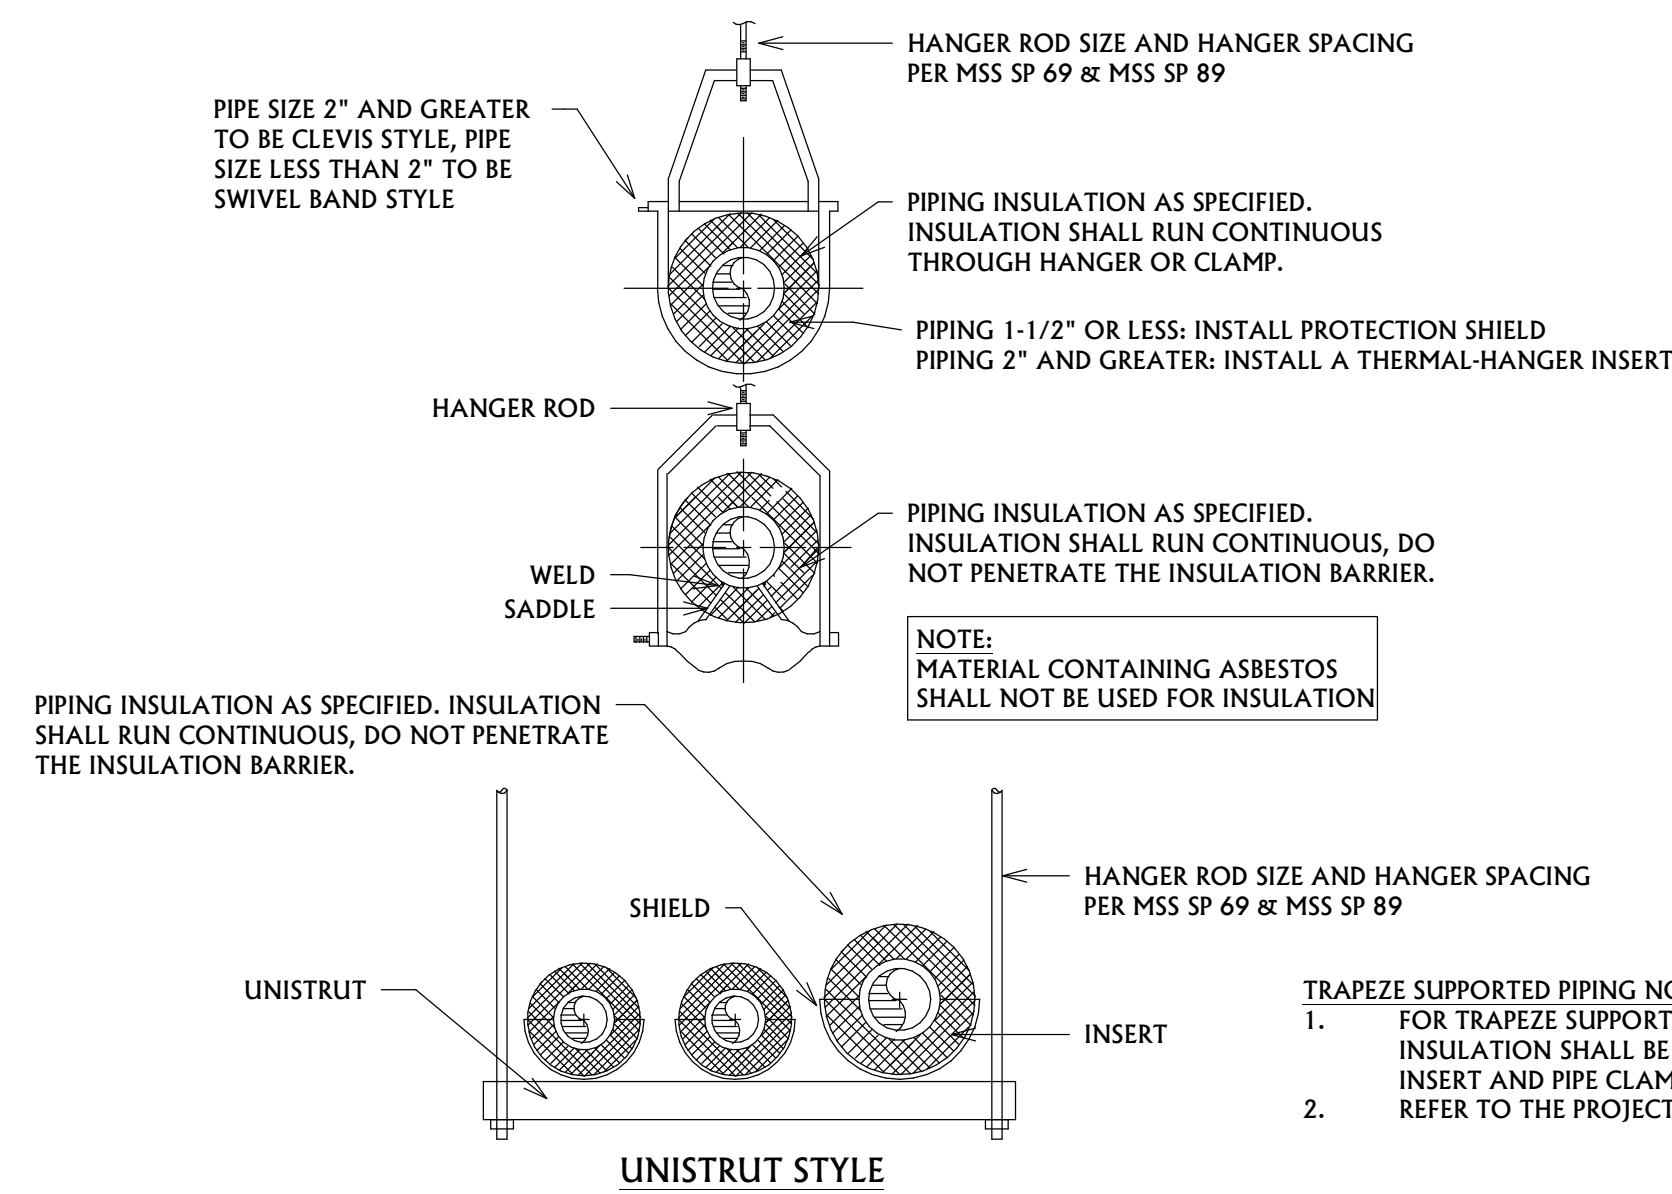 HANGER ROD SIZE AND HANGER SPACING
PER MSS SP 69 & MSS SP 89
PIPE SIZE 2" AND GREATER
TO BE CLEVIS STYLE, PIPE
SIZE LESS THAN 2" TO BE
SWIVEL BAND STYLE
PIPING INSULATION AS SPECIFIED.
INSULATION SHALL RUN CONTINUOUS
THROUGH HANGER OR CLAMP.
PIPING 1-1/2" OR LESS: INSTALL PROTECTION SHIELD
PIPING 2" AND GREATER: INSTALL A THERMAL-HANGER INSERT
HANGER ROD
PIPING INSULATION AS SPECIFIED.
INSULATION SHALL RUN CONTINUOUS, DO
NOT PENETRATE THE INSULATION BARRIER.
WELD
SADDLE
NOTE:
MATERIAL CONTAINING ASBESTOS
SHALL NOT BE USED FOR INSULATION
PIPING INSULATION AS SPECIFIED. INSULATION
SHALL RUN CONTINUOUS, DO NOT PENETRATE
THE INSULATION BARRIER.
HANGER ROD SIZE AND HANGER SPACING
PER MSS SP 69 & MSS SP 89
SHIELD
UNISTRUT
INSERT
TRAPEZE SUPPORTED PIPING
1. FOR TRAPEZE SUPPORT
INSULATION SHALL BE
INSERT AND PIPE
2. REFER TO THE PROJECT
UNISTRUT STYLE